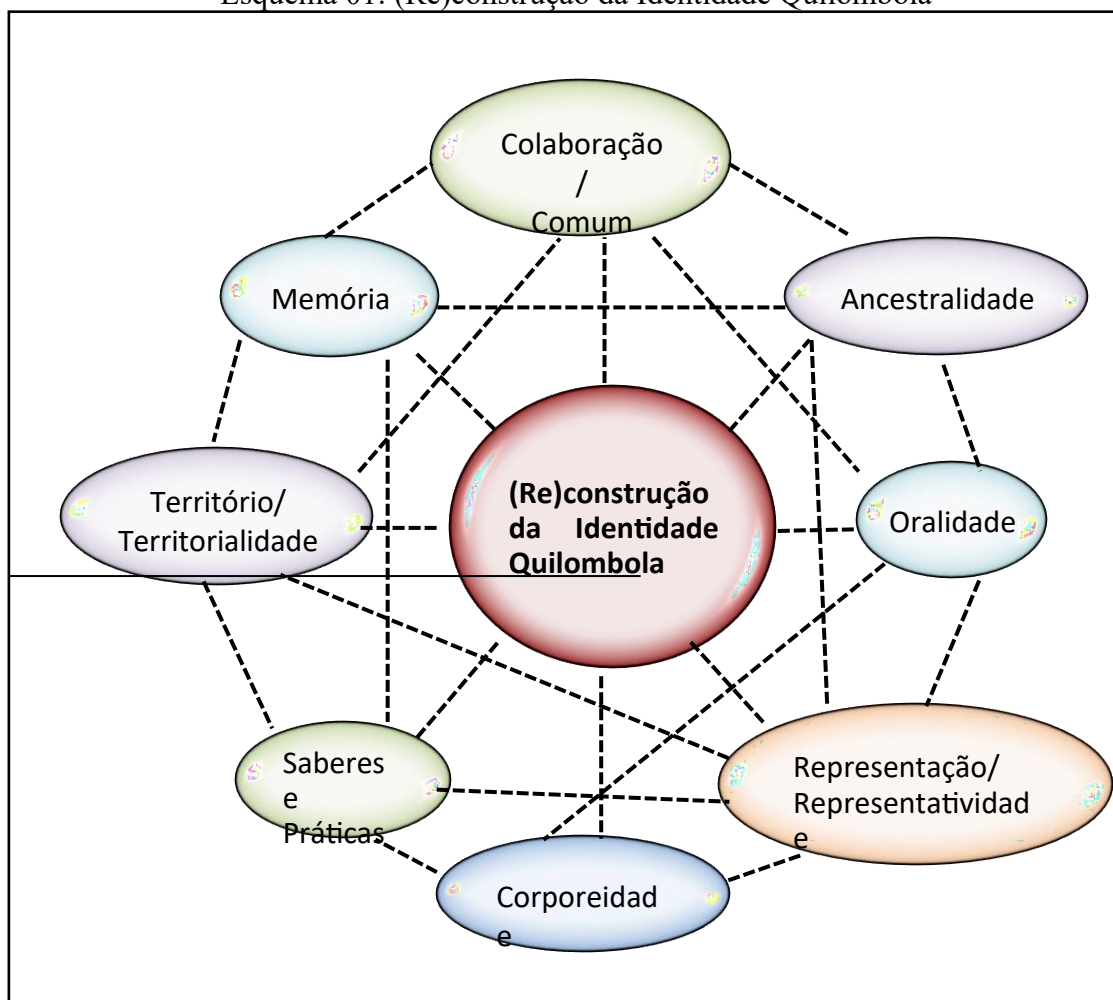 Esquema 01: (Re)construção da Identidade Quilombola
Colaboração
/
Comum
Memória
Ancestralidade
(Re)construção
da Identidade
Quilombola
Território/
Territorialidade
Oralidade
Saberes
e
Práticas
Representação/
Representatividad
e
Corporeidad
e